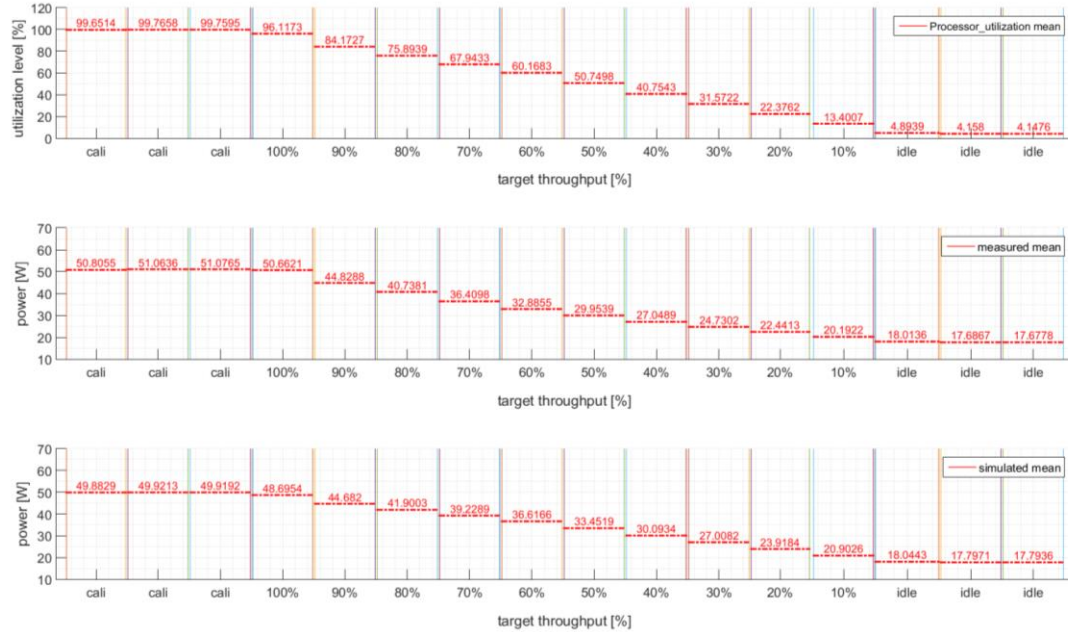 120
100
80
60
40
20
0
utilization level [%]
Processor_utilization mean
99.6514 99.7658 99.7595 96.1173 84.1727 75.8939 67.9433 60.1683 50.7498 40.7543 31.5722 22.3762 13.4007 4.8939 4.158 4.1476
cali cali cali 100% 90% 80% 70% 60% 50% 40% 30% 20% 10% idle idle idle
target throughput [%]
70
60
50
40
30
20
10
power [W]
measured mean
50.8055 51.0636 51.0765 50.6621 44.8288 40.7381 36.4098 32.8855 29.9539 27.0489 24.7302 22.4413 20.1922 18.0136 17.6867 17.6778
cali cali cali 100% 90% 80% 70% 60% 50% 40% 30% 20% 10% idle idle idle
target throughput [%]
70
60
50
40
30
20
10
power [W]
simulated mean
49.8829 49.9213 49.9192 48.6954 44.682 41.9003 39.2289 36.6166 33.4519 30.0934 27.0082 23.9184 20.9026 18.0443 17.7971 17.7936
cali cali cali 100% 90% 80% 70% 60% 50% 40% 30% 20% 10% idle idle idle
target throughput [%]